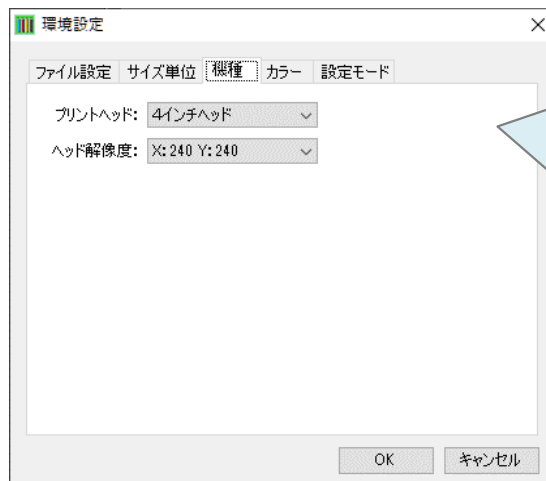 環境設定
ファイル設定 サイズ単位 機種 カラー 設定モード
プリントヘッド: 4インチヘッド
ヘッド解像度: X:240 Y:240
OK キャンセル